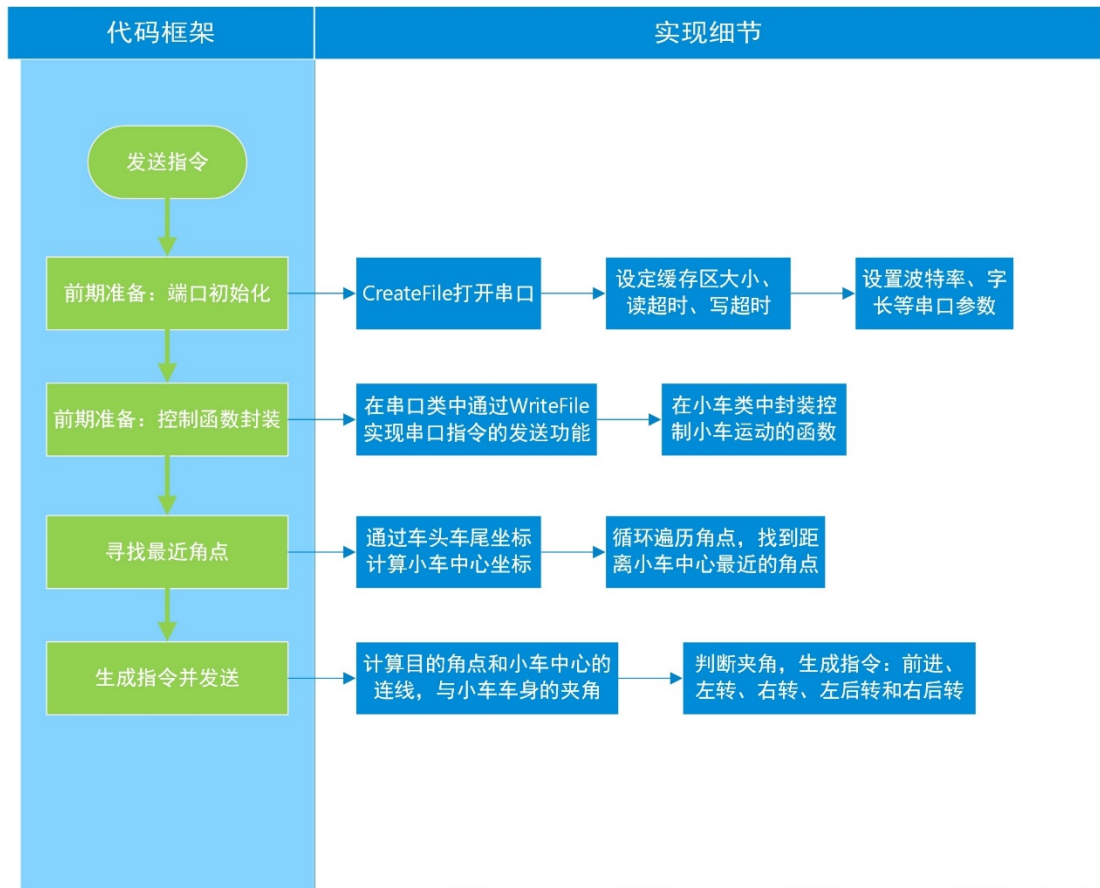 代码框架
实现细节
发送指令
前期准备：端口初始化
CreateFile打开串口
设定缓存区大小、
读超时、写超时
设置波特率、字
长等串口参数
前期准备：控制函数封装
在串口类中通过WriteFile
实现串口指令的发送功能
在小车类中封装控
制小车运动的函数
寻找最近角点
通过车头车尾坐标
计算小车中心坐标
循环遍历角点，找到距
离小车中心最近的角点
生成指令并发送
计算目的角点和小车中心的
连线，与小车车身的夹角
判断夹角，生成指令：前进、
左转、右转、左后转和右后转